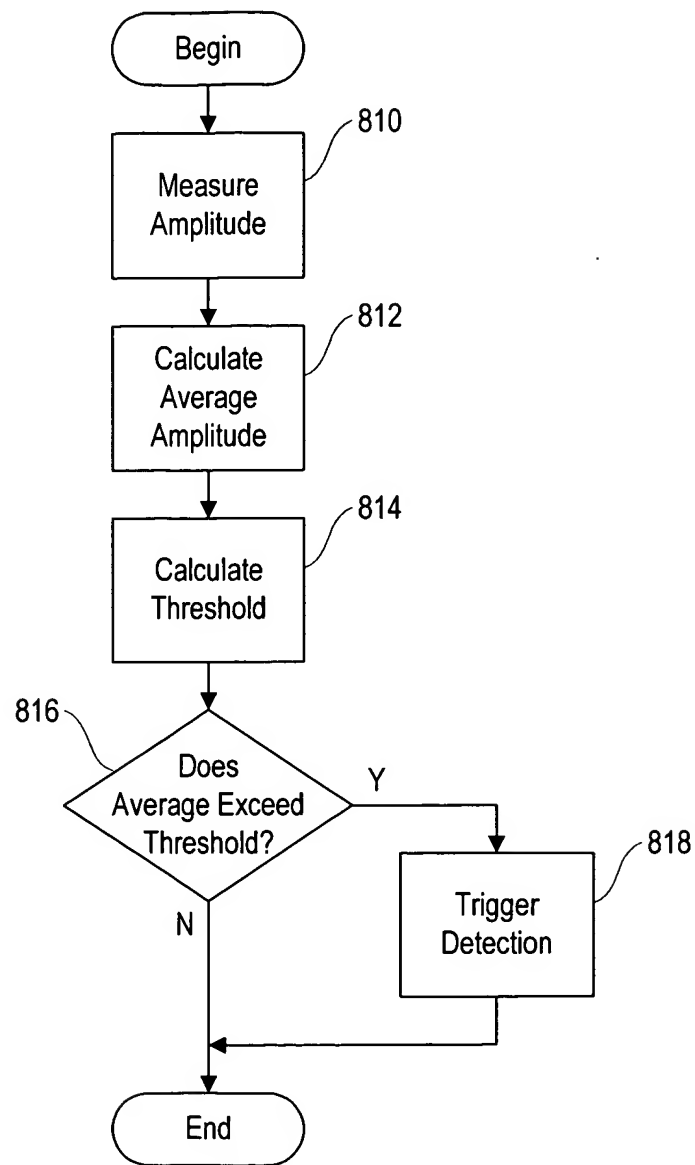 Begin
810
Measure
Amplitude
812
Calculate
Average
Amplitude
814
Calculate
Threshold
816
Does
Average Exceed
Threshold?
Y
818
Trigger
Detection
N
End